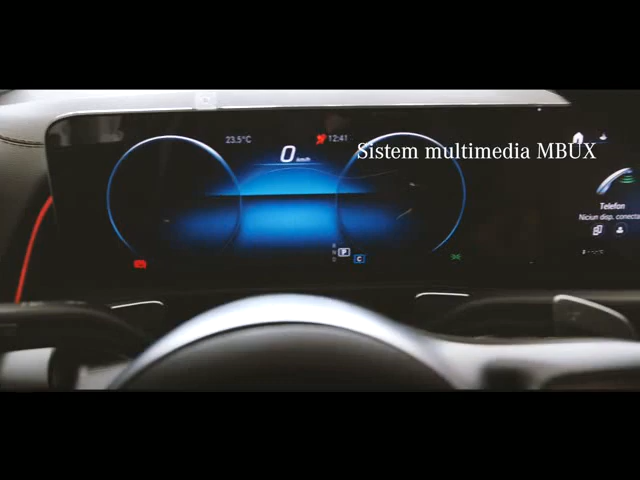 23.5°C
12:41
0 km/h
Sistem multimedia MBUX
Telefon
Niciun disp. conecta
R
N
D
P
C